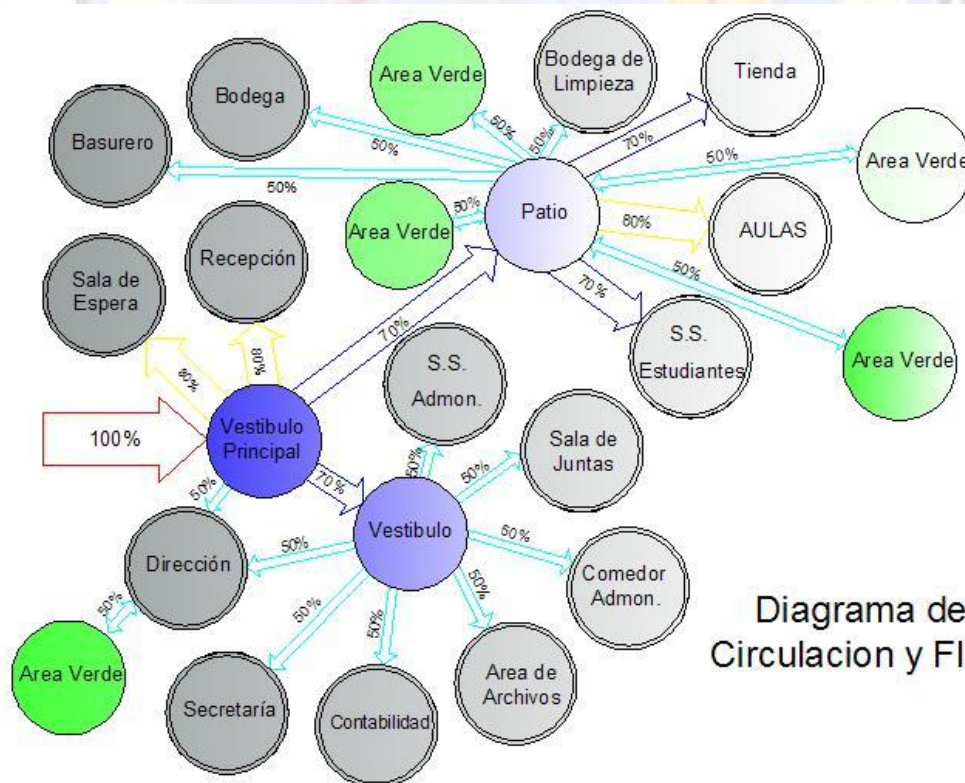 Area Verde
Bodega de
Limpieza
Tienda
Bodega
Basurero
50%
50%
70%
50%
50%
50%
Area Verde
Patio
Area Verde
50%
80%
AULAS
Recepción
Sala de
Espera
50%
70%
70%
S.S.
Estudiantes
Area Verde
S.S.
Admon.
80%
80%
100%
Vestibulo
Principal
Sala de
Juntas
70%
50%
50%
50%
Vestibulo
50%
50%
Dirección
Comedor
Admon.
50%
50%
50%
50%
Area Verde
Secretaría
Contabilidad
Area de
Archivos
Diagrama de
Circulacion y